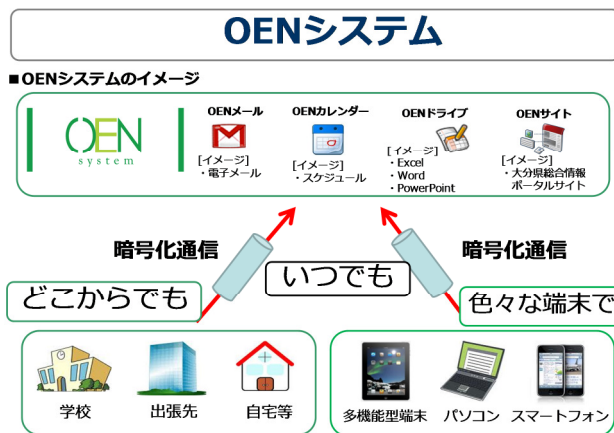 OENシステム
■OENシステムのイメージ
OEN
system
OENメール
[イメージ]
・電子メール
OENカレンダー
[イメージ]
・スケジュール
OENドライブ
[イメージ]
・Excel
・Word
・PowerPoint
OENサイト
[イメージ]
・大分県総合情報
ポータルサイト
暗号化通信
暗号化通信
どこからでも
いつでも
色々な端末で
学校
出張先
自宅等
多機能型端末
パソコン
スマートフォン